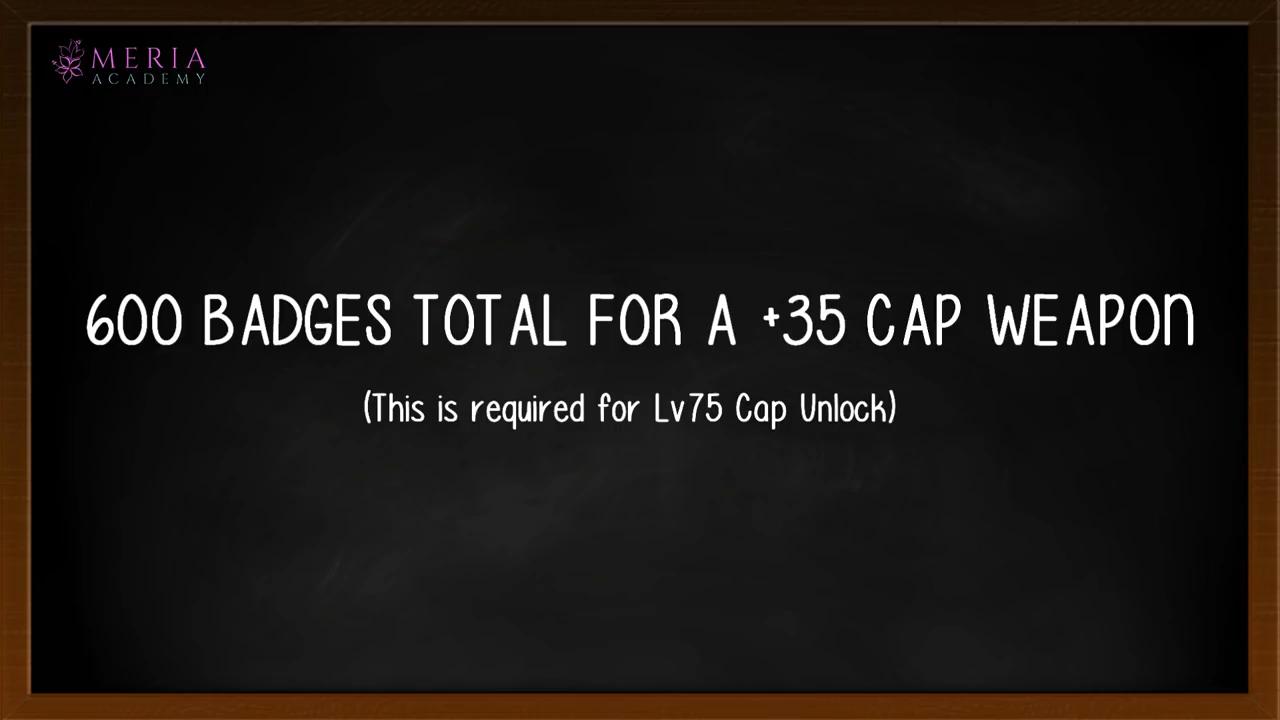 MERIA
ACADEMY
600 BADGES TOTAL FOR A +35 CAP WEAPON
(This is required for Lv75 Cap Unlock)